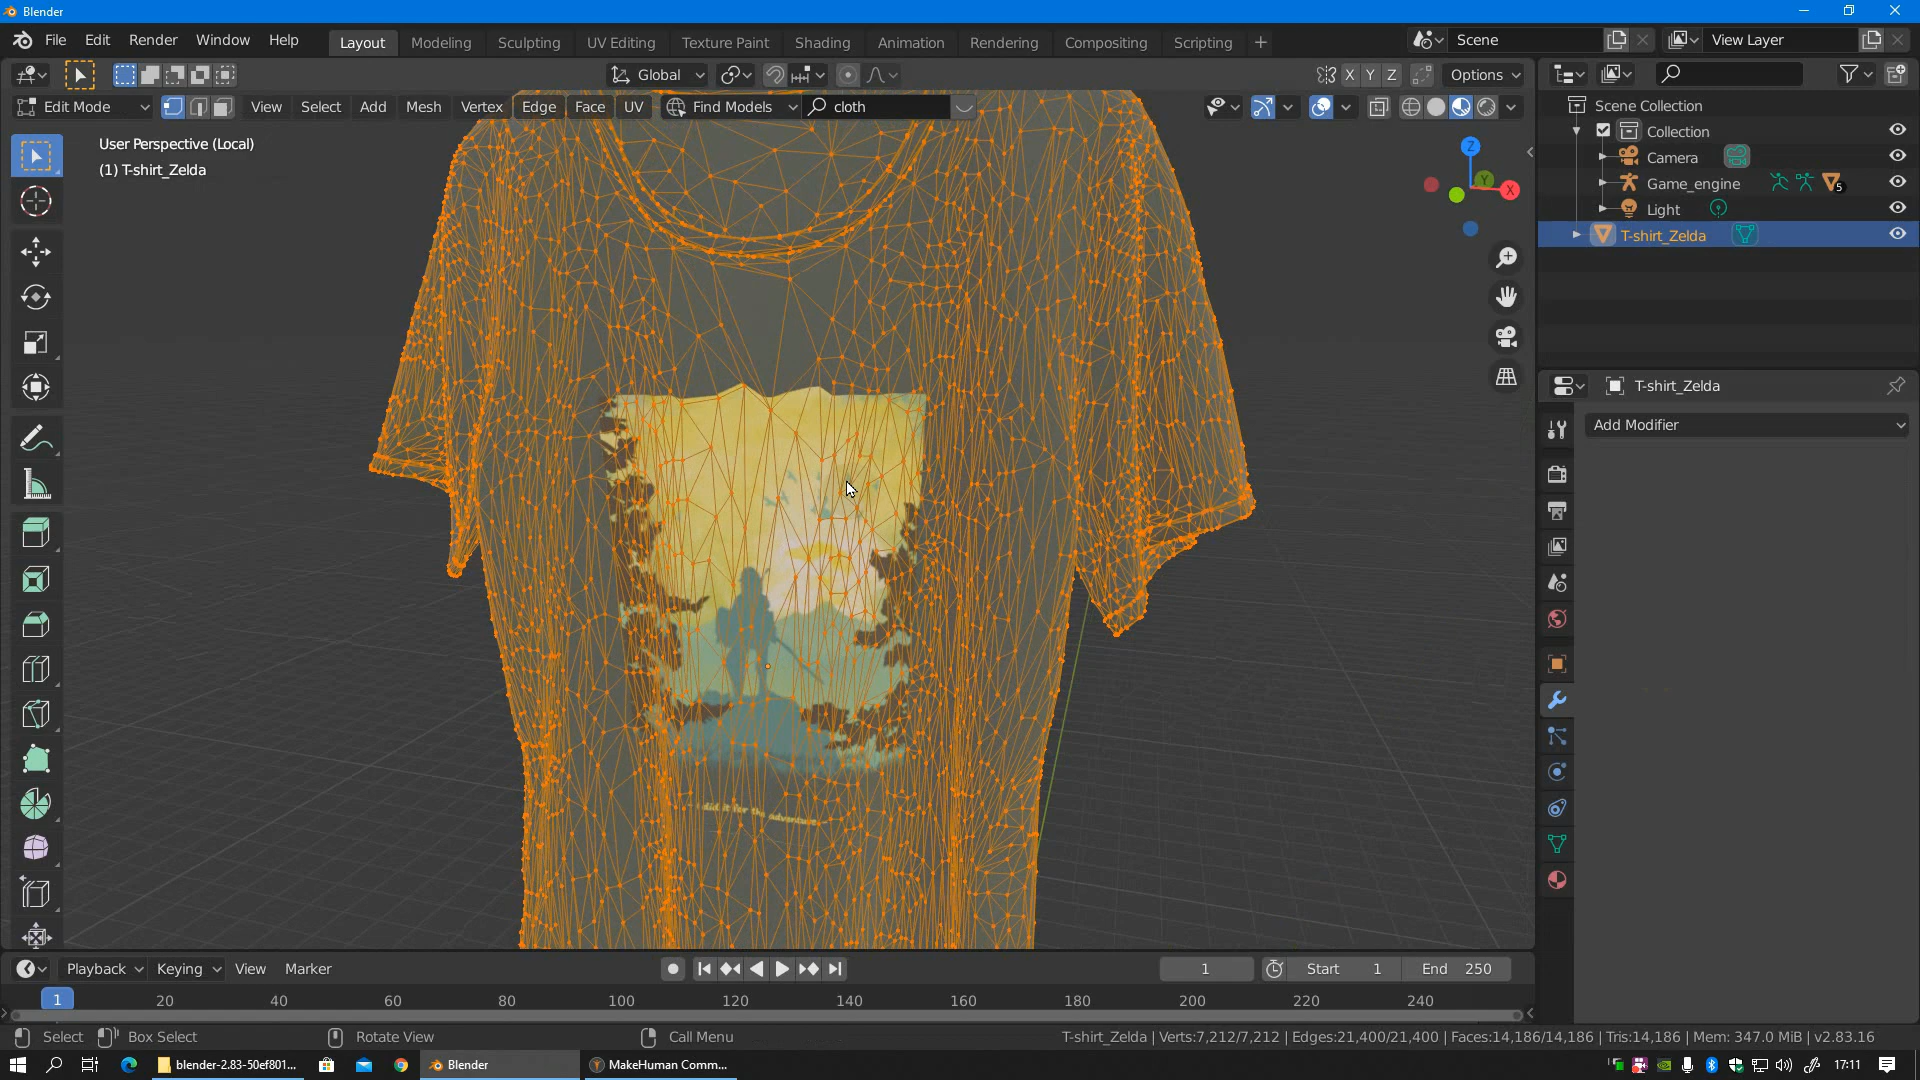 Blender
File Edit Render Window Help Layout Modeling Sculpting UV Editing Texture Paint Shading Animation Rendering Compositing Scripting Scene View Layer
Global X Y Z Options
Edit Mode View Select Add Mesh Vertex Edge Face UV Find Models cloth
User Perspective (Local)
(1) T-shirt_Zelda
Z
Y
X
Scene Collection
Collection
Camera
Game_engine 5
Light
T-shirt_Zelda
T-shirt_Zelda
Add Modifier
I did it for the adventure
Playback Keying View Marker 1 Start 1 End 250
1 20 40 60 80 100 120 140 160 180 200 220 240
Select Box Select Rotate View Call Menu T-shirt_Zelda | Verts:7,212/7,212 | Edges:21,400/21,400 | Faces:14,186/14,186 | Tris:14,186 | Mem: 347.0 MiB | v2.83.16
blender-2.83-50ef801... Blender MakeHuman Comm... 17:11